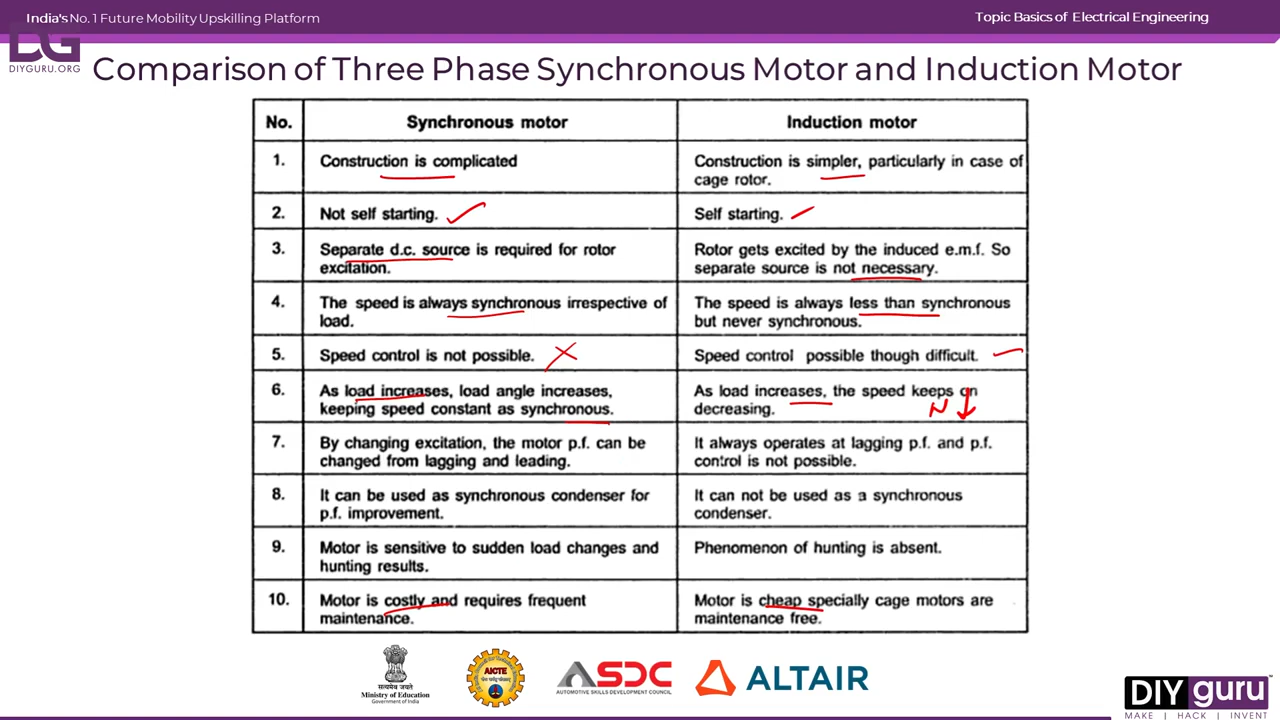 India's No. 1 Future Mobility Upskilling Platform
Topic Basics of Electrical Engineering
DG
DIYGURU.ORG
Comparison of Three Phase Synchronous Motor and Induction Motor
No. Synchronous motor Induction motor
1. Construction is complicated Construction is simpler, particularly in case of
cage rotor.
2. Not self starting. Self starting.
3. Separate d.c. source is required for rotor Rotor gets excited by the induced e.m.f. So
excitation. separate source is not necessary.
4. The speed is always synchronous irrespective of The speed is always less than synchronous
load. but never synchronous.
5. Speed control is not possible. Speed control possible though difficult.
6. As load increases, load angle increases, As load increases, the speed keeps on
keeping speed constant as synchronous. decreasing. N
7. By changing excitation, the motor p.f. can be It always operates at lagging p.f. and p.f.
changed from lagging and leading. control is not possible.
8. It can be used as synchronous condenser for It can not be used as a synchronous
p.f. improvement. condenser.
9. Motor is sensitive to sudden load changes and Phenomenon of hunting is absent.
hunting results.
10. Motor is costly and requires frequent Motor is cheap specially cage motors are
maintenance. maintenance free.
सत्यमेव जयते
Ministry of Education
Government of India
AICTE
ASDC
AUTOMOTIVE SKILLS DEVELOPMENT COUNCIL
ALTAIR
DIY guru™
MAKE | HACK | INVENT